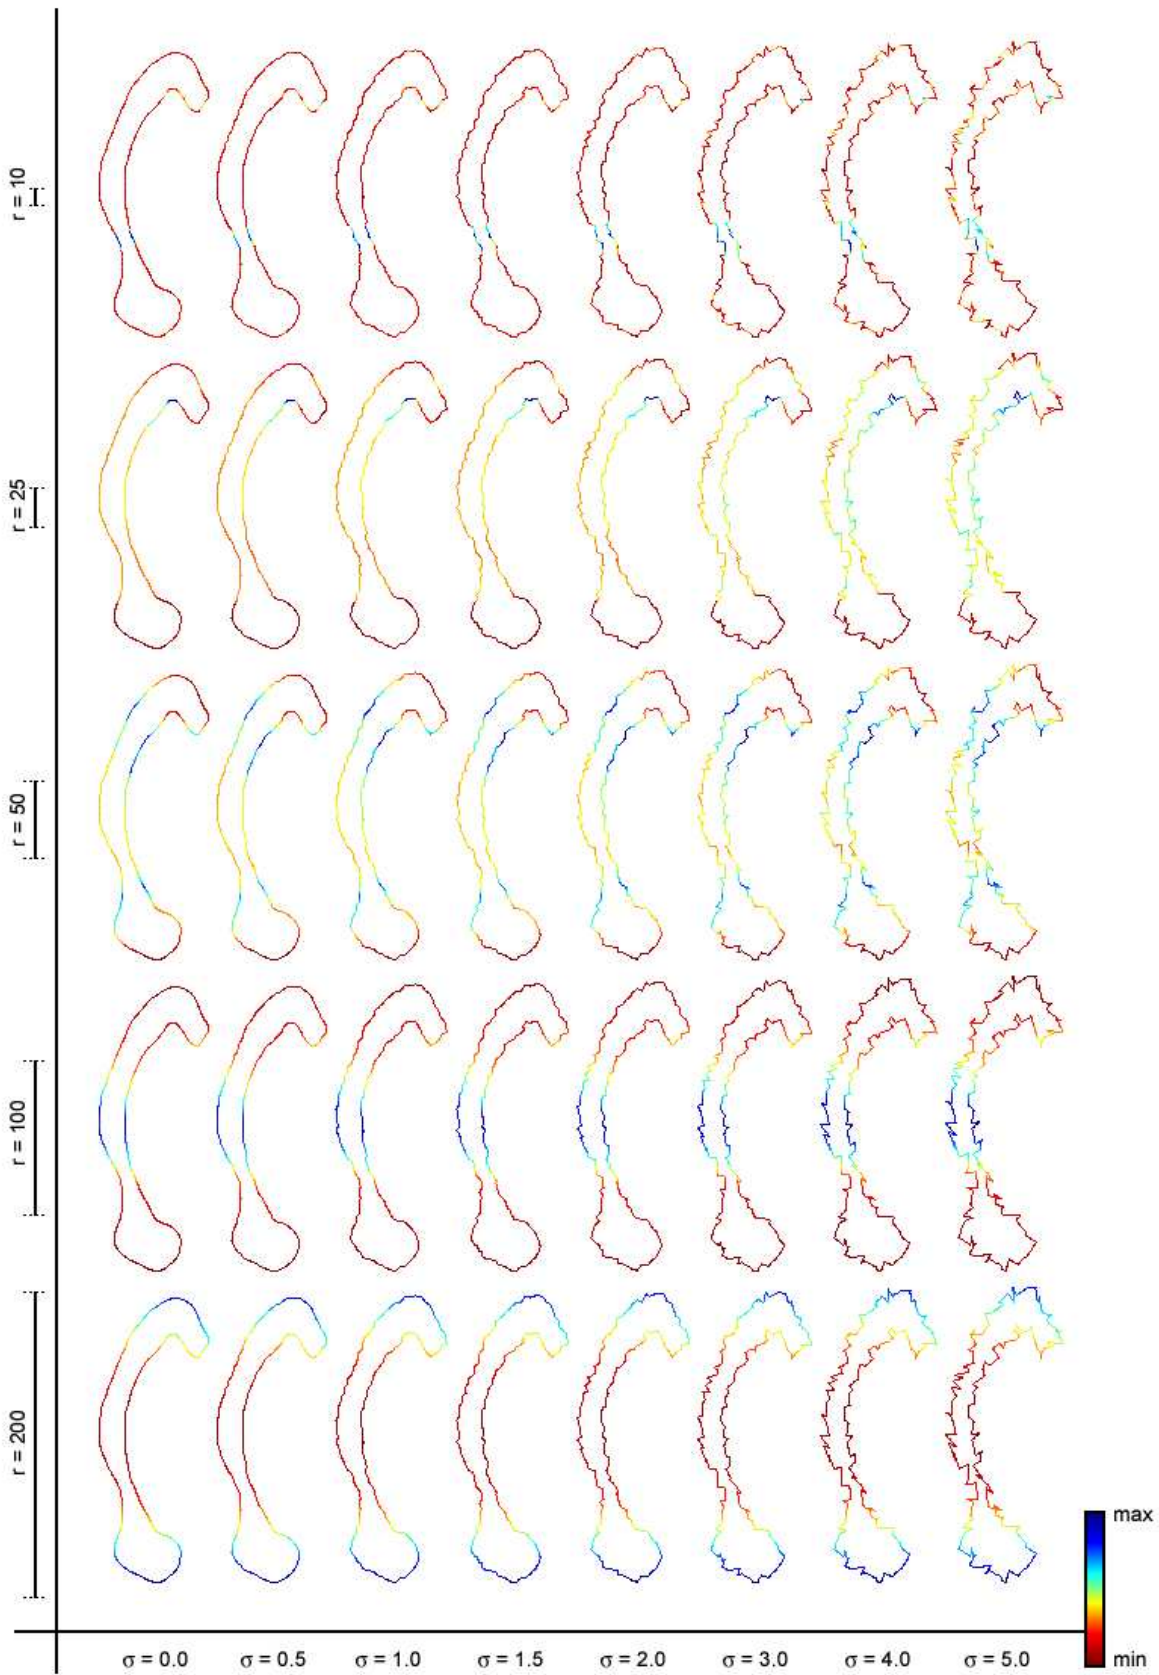 r = 10
r = 25
r = 50
r = 100
r = 200
max
min
σ = 0.0 σ = 0.5 σ = 1.0 σ = 1.5 σ = 2.0 σ = 3.0 σ = 4.0 σ = 5.0